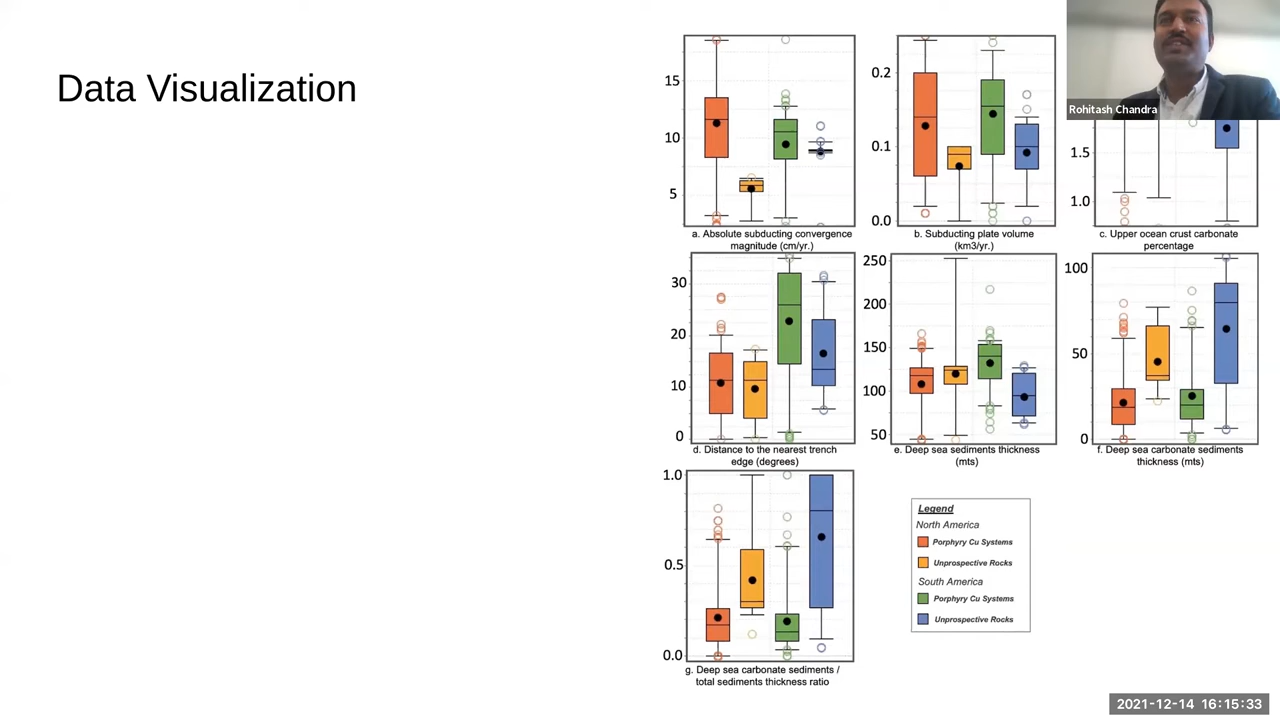 Data Visualization
Rohitash Chandra
15
10
5
a. Absolute subducting convergence
magnitude (cm/yr.)
0.2
0.1
0.0
b. Subducting plate volume
(km3/yr.)
1.5
1.0
c. Upper ocean crust carbonate
percentage
30
20
10
0
d. Distance to the nearest trench
edge (degrees)
250
200
150
100
50
e. Deep sea sediments thickness
(mts)
100
50
0
f. Deep sea carbonate sediments
thickness (mts)
1.0
0.5
0.0
g. Deep sea carbonate sediments /
total sediments thickness ratio
Legend
North America
Porphyry Cu Systems
Unprospective Rocks
South America
Porphyry Cu Systems
Unprospective Rocks
2021-12-14 16:15:33